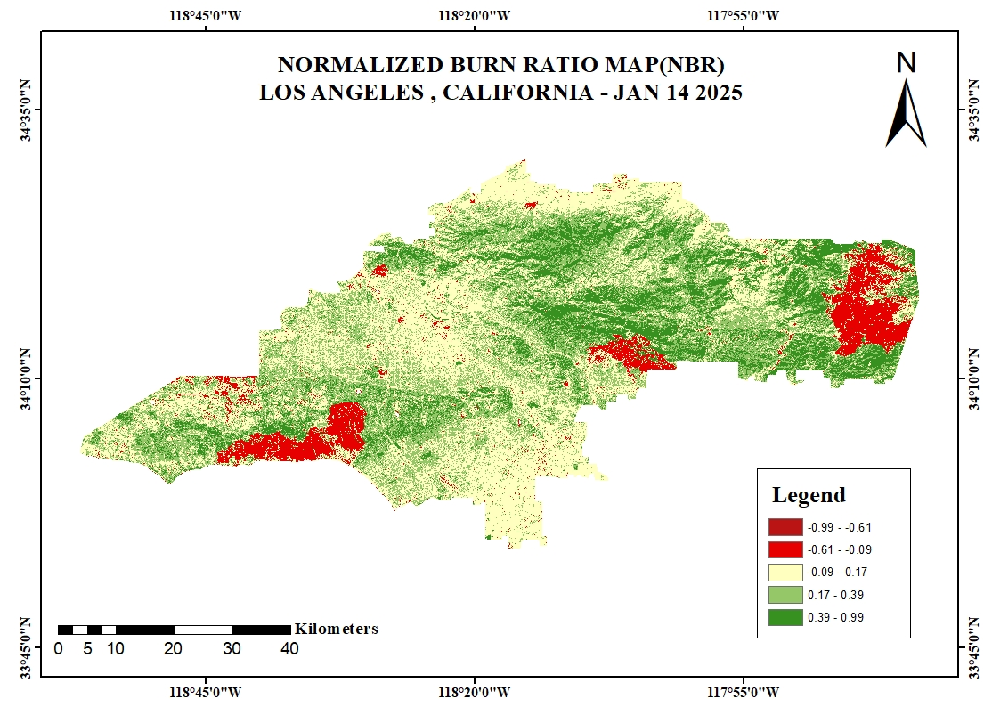 118°45'0"W 118°20'0"W 117°55'0"W
NORMALIZED BURN RATIO MAP(NBR)
LOS ANGELES , CALIFORNIA - JAN 14 2025
N
34°35'0"N 34°35'0"N
34°10'0"N 34°10'0"N
Legend
-0.99 - -0.61
-0.61 - -0.09
-0.09 - 0.17
0.17 - 0.39
0.39 - 0.99
33°45'0"N 33°45'0"N
Kilometers
0 5 10 20 30 40
118°45'0"W 118°20'0"W 117°55'0"W